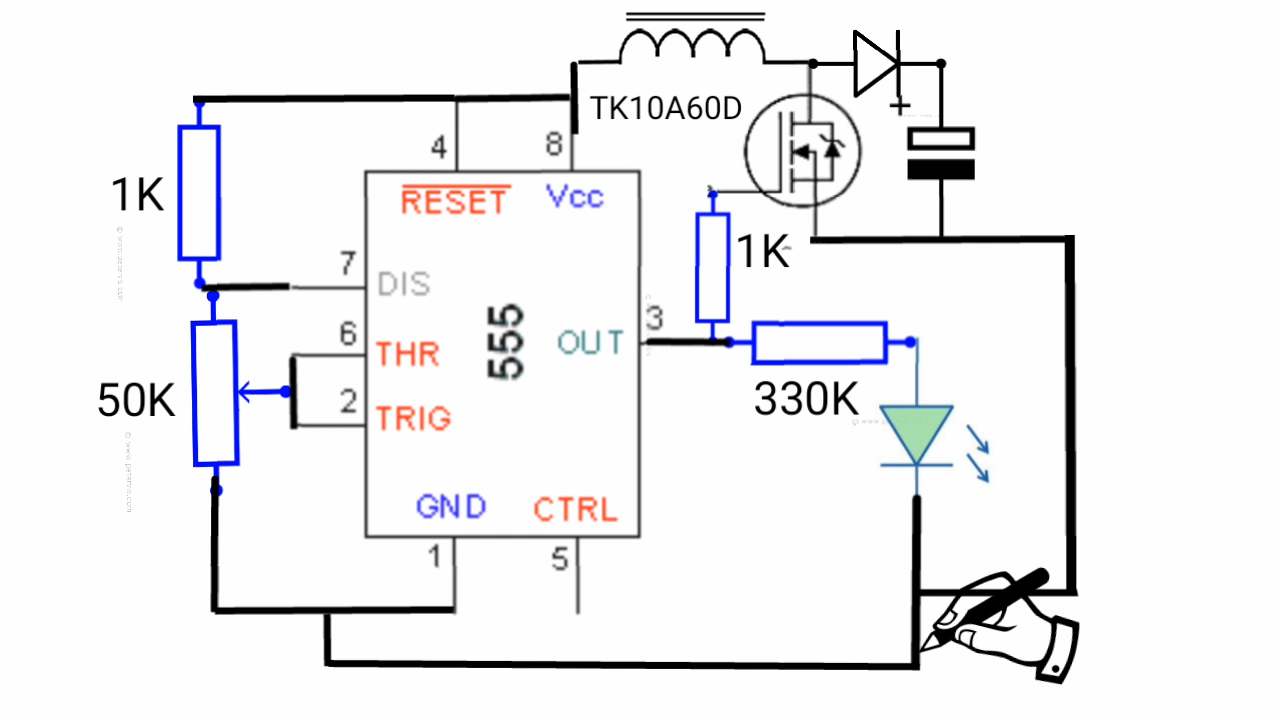 TK10A60D
+
4
8
RESET
Vcc
1K
1K
7
DIS
3
555
OUT
6
THR
50K
2
TRIG
330K
GND
CTRL
1
5